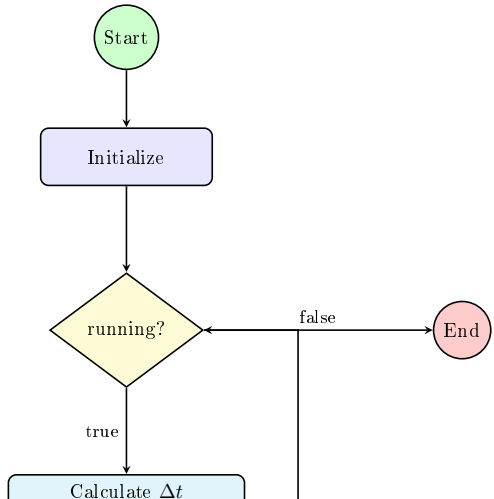 Start
Initialize
running?
false
End
true
Calculate Δt